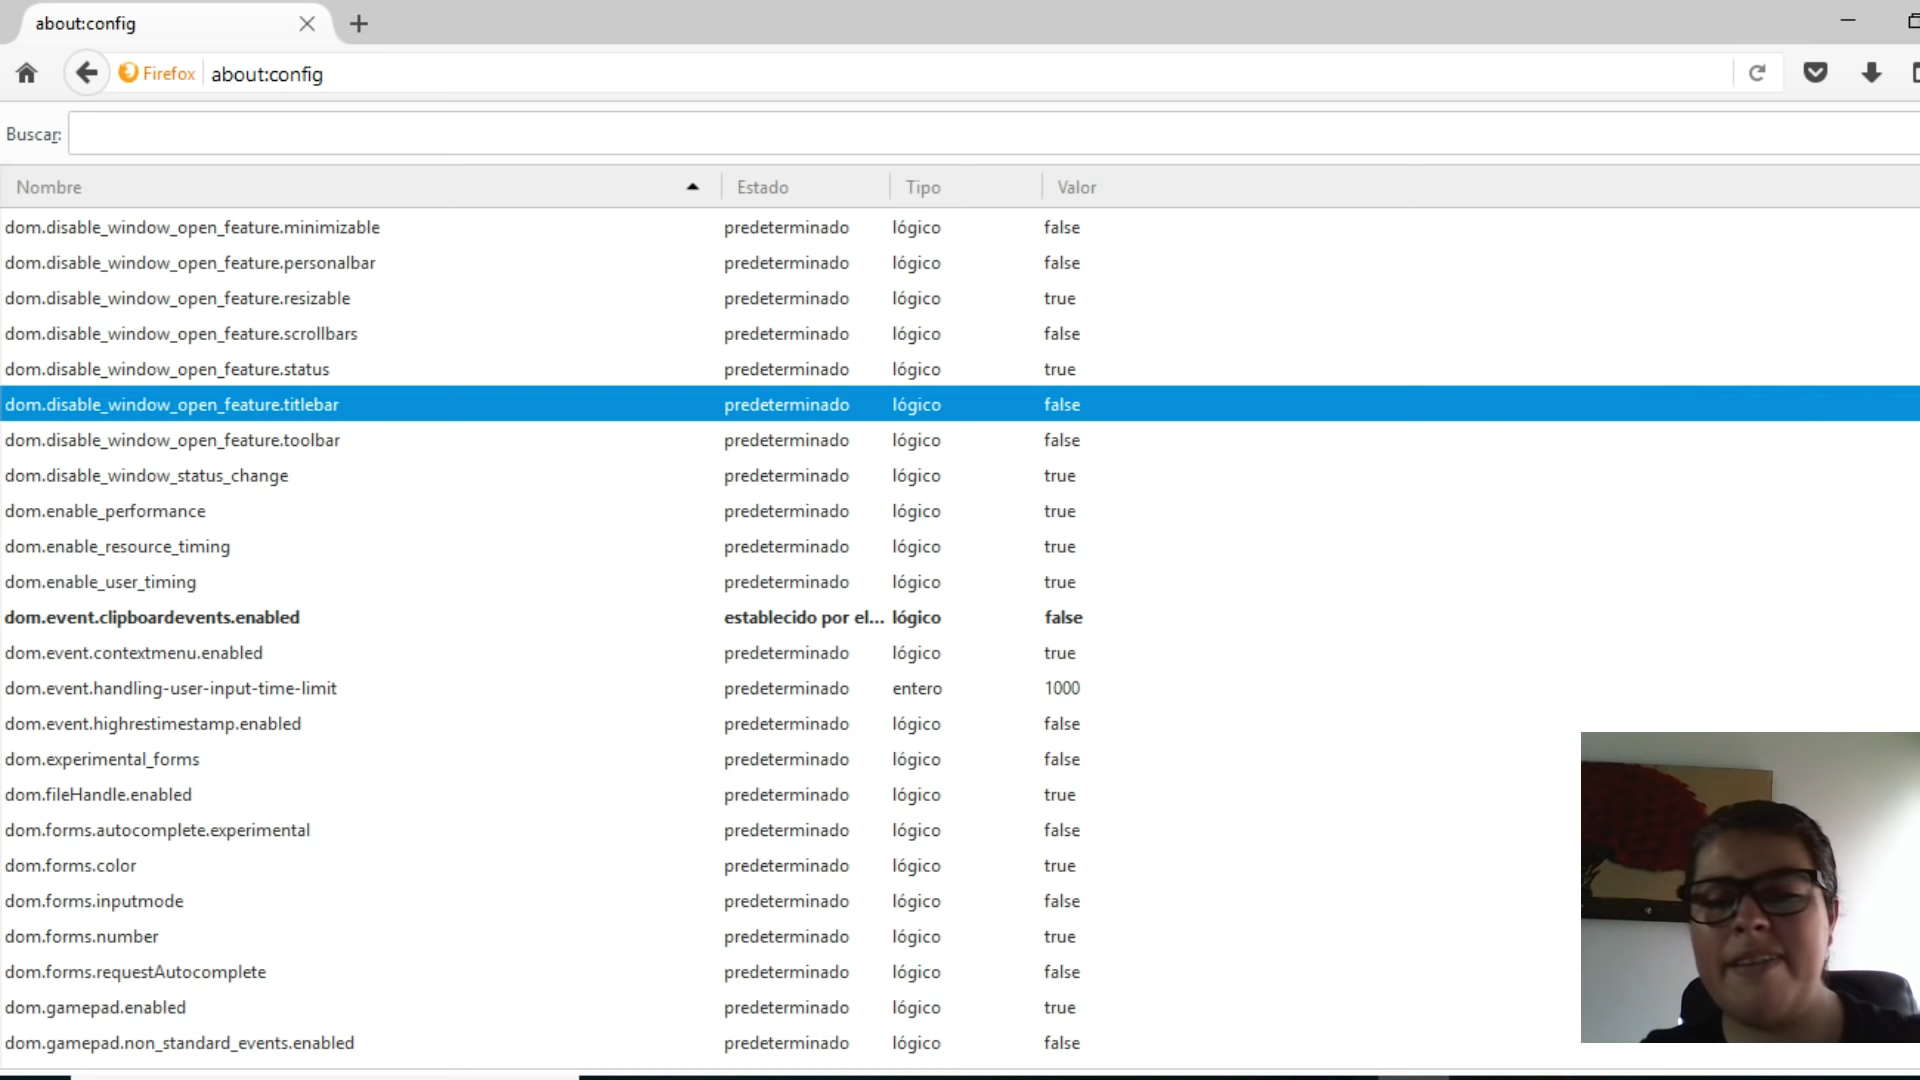 about:config
Firefox about:config
Buscar:
Nombre Estado Tipo Valor
dom.disable_window_open_feature.minimizable predeterminado lógico false
dom.disable_window_open_feature.personalbar predeterminado lógico false
dom.disable_window_open_feature.resizable predeterminado lógico true
dom.disable_window_open_feature.scrollbars predeterminado lógico false
dom.disable_window_open_feature.status predeterminado lógico true
dom.disable_window_open_feature.titlebar predeterminado lógico false
dom.disable_window_open_feature.toolbar predeterminado lógico false
dom.disable_window_status_change predeterminado lógico true
dom.enable_performance predeterminado lógico true
dom.enable_resource_timing predeterminado lógico true
dom.enable_user_timing predeterminado lógico true
dom.event.clipboardevents.enabled establecido por el... lógico false
dom.event.contextmenu.enabled predeterminado lógico true
dom.event.handling-user-input-time-limit predeterminado entero 1000
dom.event.highrestimestamp.enabled predeterminado lógico false
dom.experimental_forms predeterminado lógico false
dom.fileHandle.enabled predeterminado lógico true
dom.forms.autocomplete.experimental predeterminado lógico false
dom.forms.color predeterminado lógico true
dom.forms.inputmode predeterminado lógico false
dom.forms.number predeterminado lógico true
dom.forms.requestAutocomplete predeterminado lógico false
dom.gamepad.enabled predeterminado lógico true
dom.gamepad.non_standard_events.enabled predeterminado lógico false